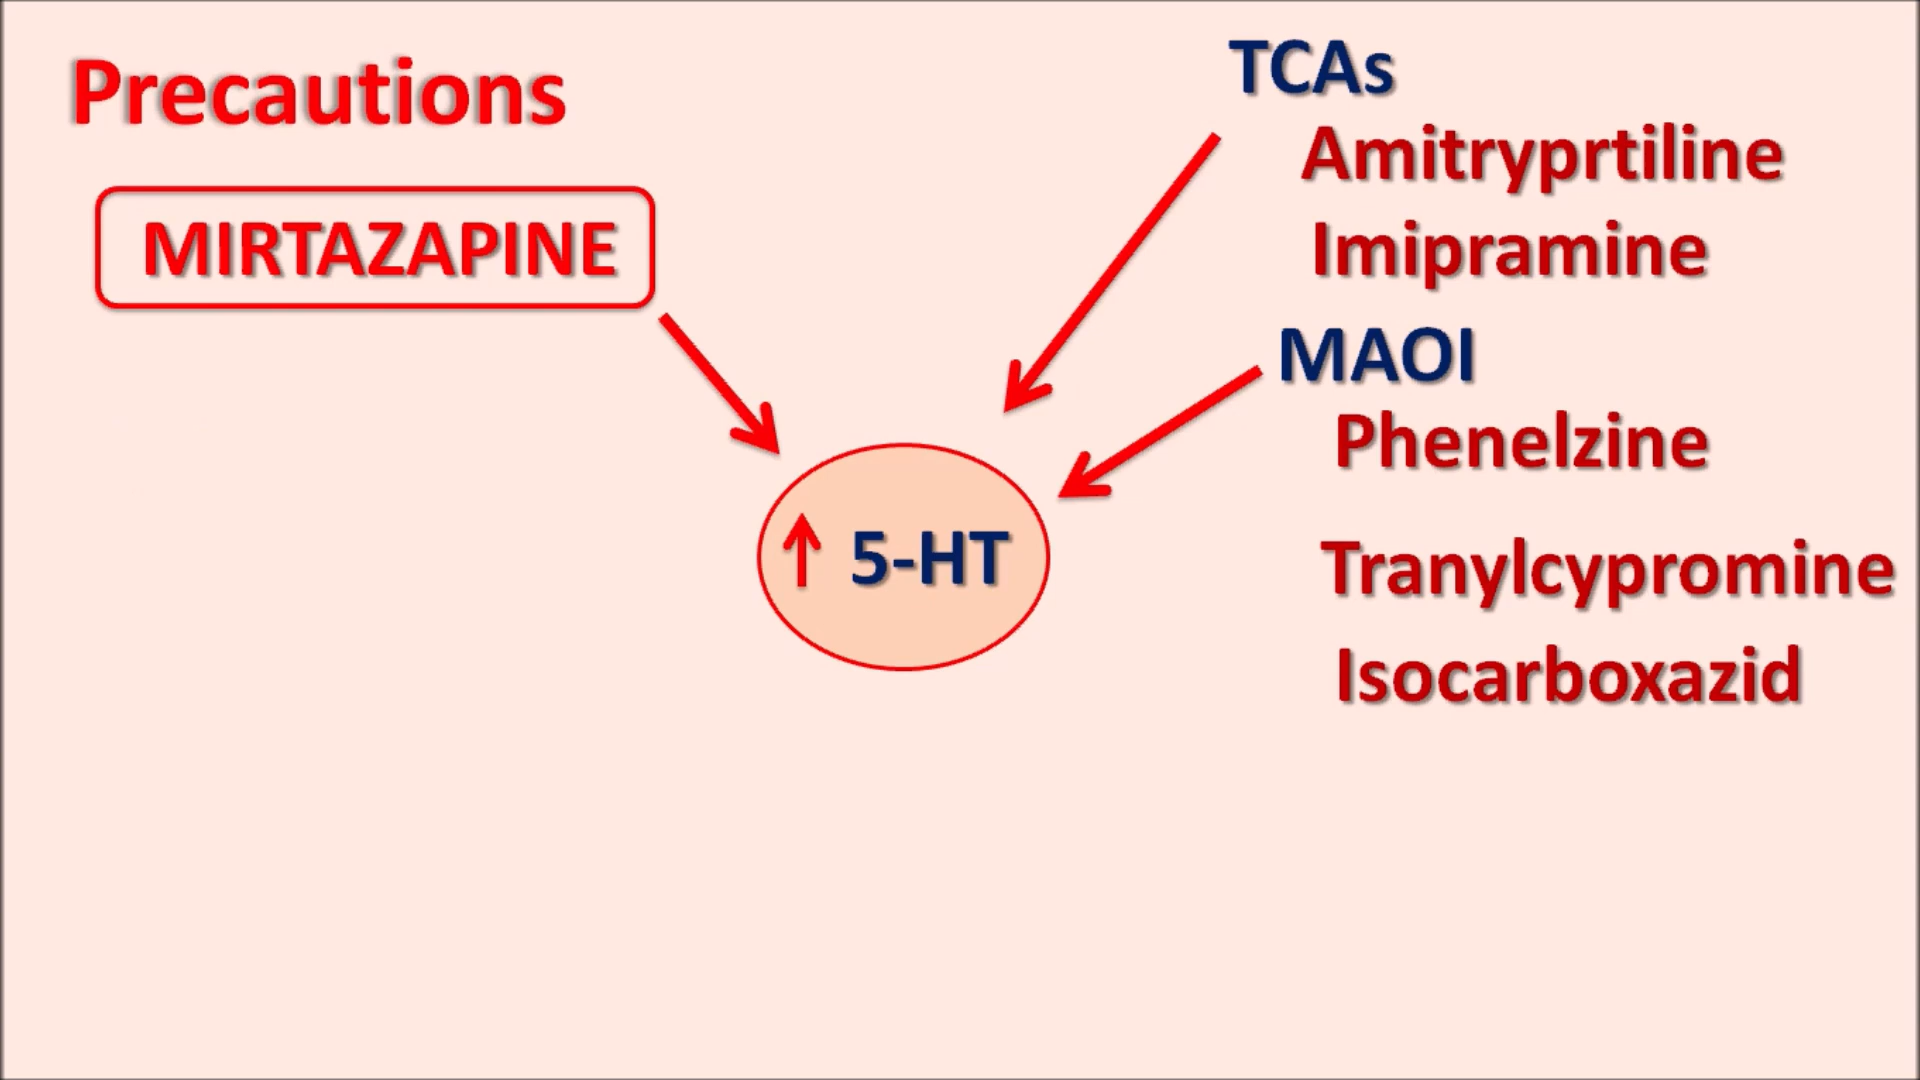 Precautions
MIRTAZAPINE
TCAs
Amitryprtiline
Imipramine
MAOI
Phenelzine
Tranylcypromine
Isocarboxazid
↑ 5-HT